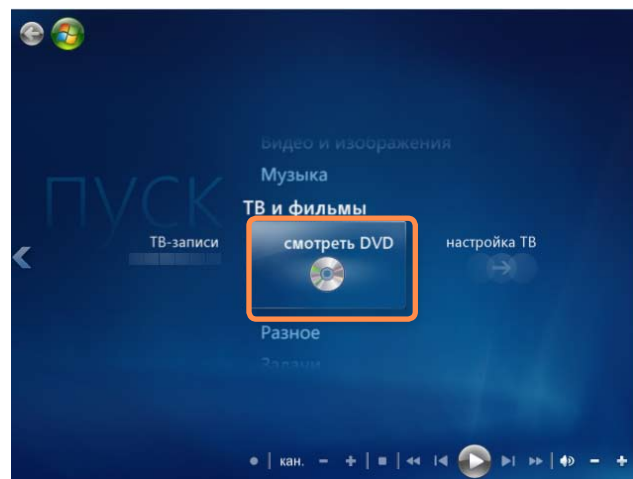 Видео и изображения
Музыка
ПУСК
ТВ и фильмы
ТВ-записи
смотреть DVD
настройка ТВ
Разное
Задачи
кан.